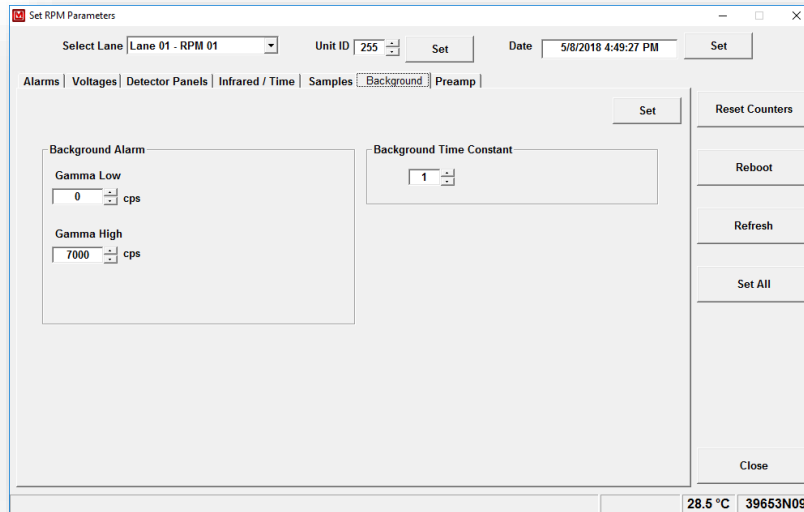 Set RPM Parameters
Select Lane Lane 01 - RPM 01 Unit ID 255 Set Date 5/8/2018 4:49:27 PM Set
Alarms Voltages Detector Panels Infrared / Time Samples Background Preamp
Set
Reset Counters
Background Alarm
Background Time Constant
Gamma Low
1
0 cps
Reboot
Gamma High
7000 cps
Refresh
Set All
Close
28.5 °C 39653N09